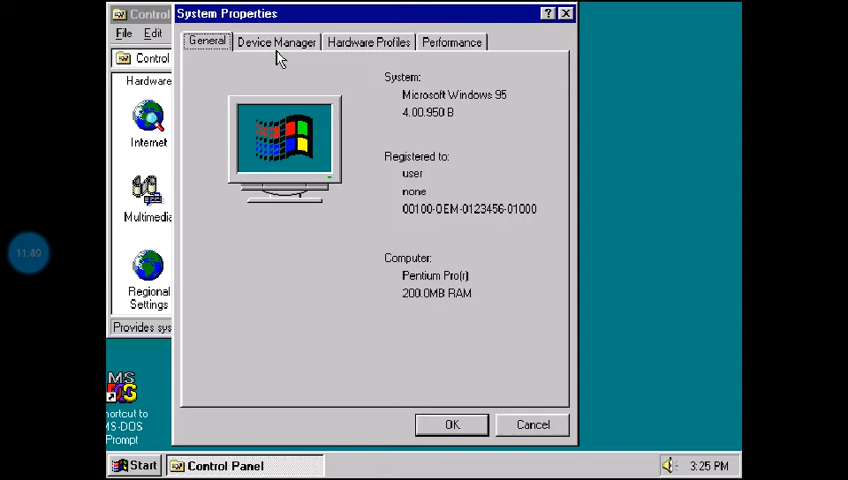 Control
System Properties
File Edit
General Device Manager Hardware Profiles Performance
Control
Hardware
System:
Microsoft Windows 95
4.00.950 B
Internet
Registered to:
user
none
00100-OEM-0123456-01000
Multimedia
Computer:
Pentium Pro(r)
200.0MB RAM
Regional
Settings
Provides sys
MS
hortcut to
MS-DOS
Prompt
OK Cancel
Start Control Panel 3:25 PM